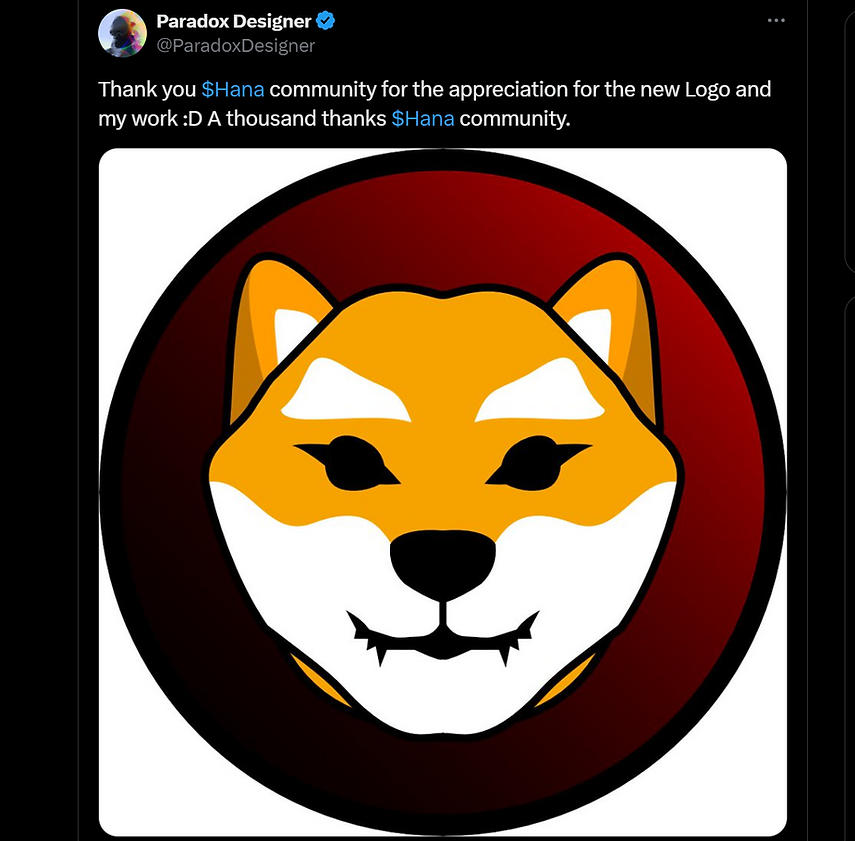 Paradox Designer
@ParadoxDesigner
Thank you $Hana community for the appreciation for the new Logo and
my work :D A thousand thanks $Hana community.